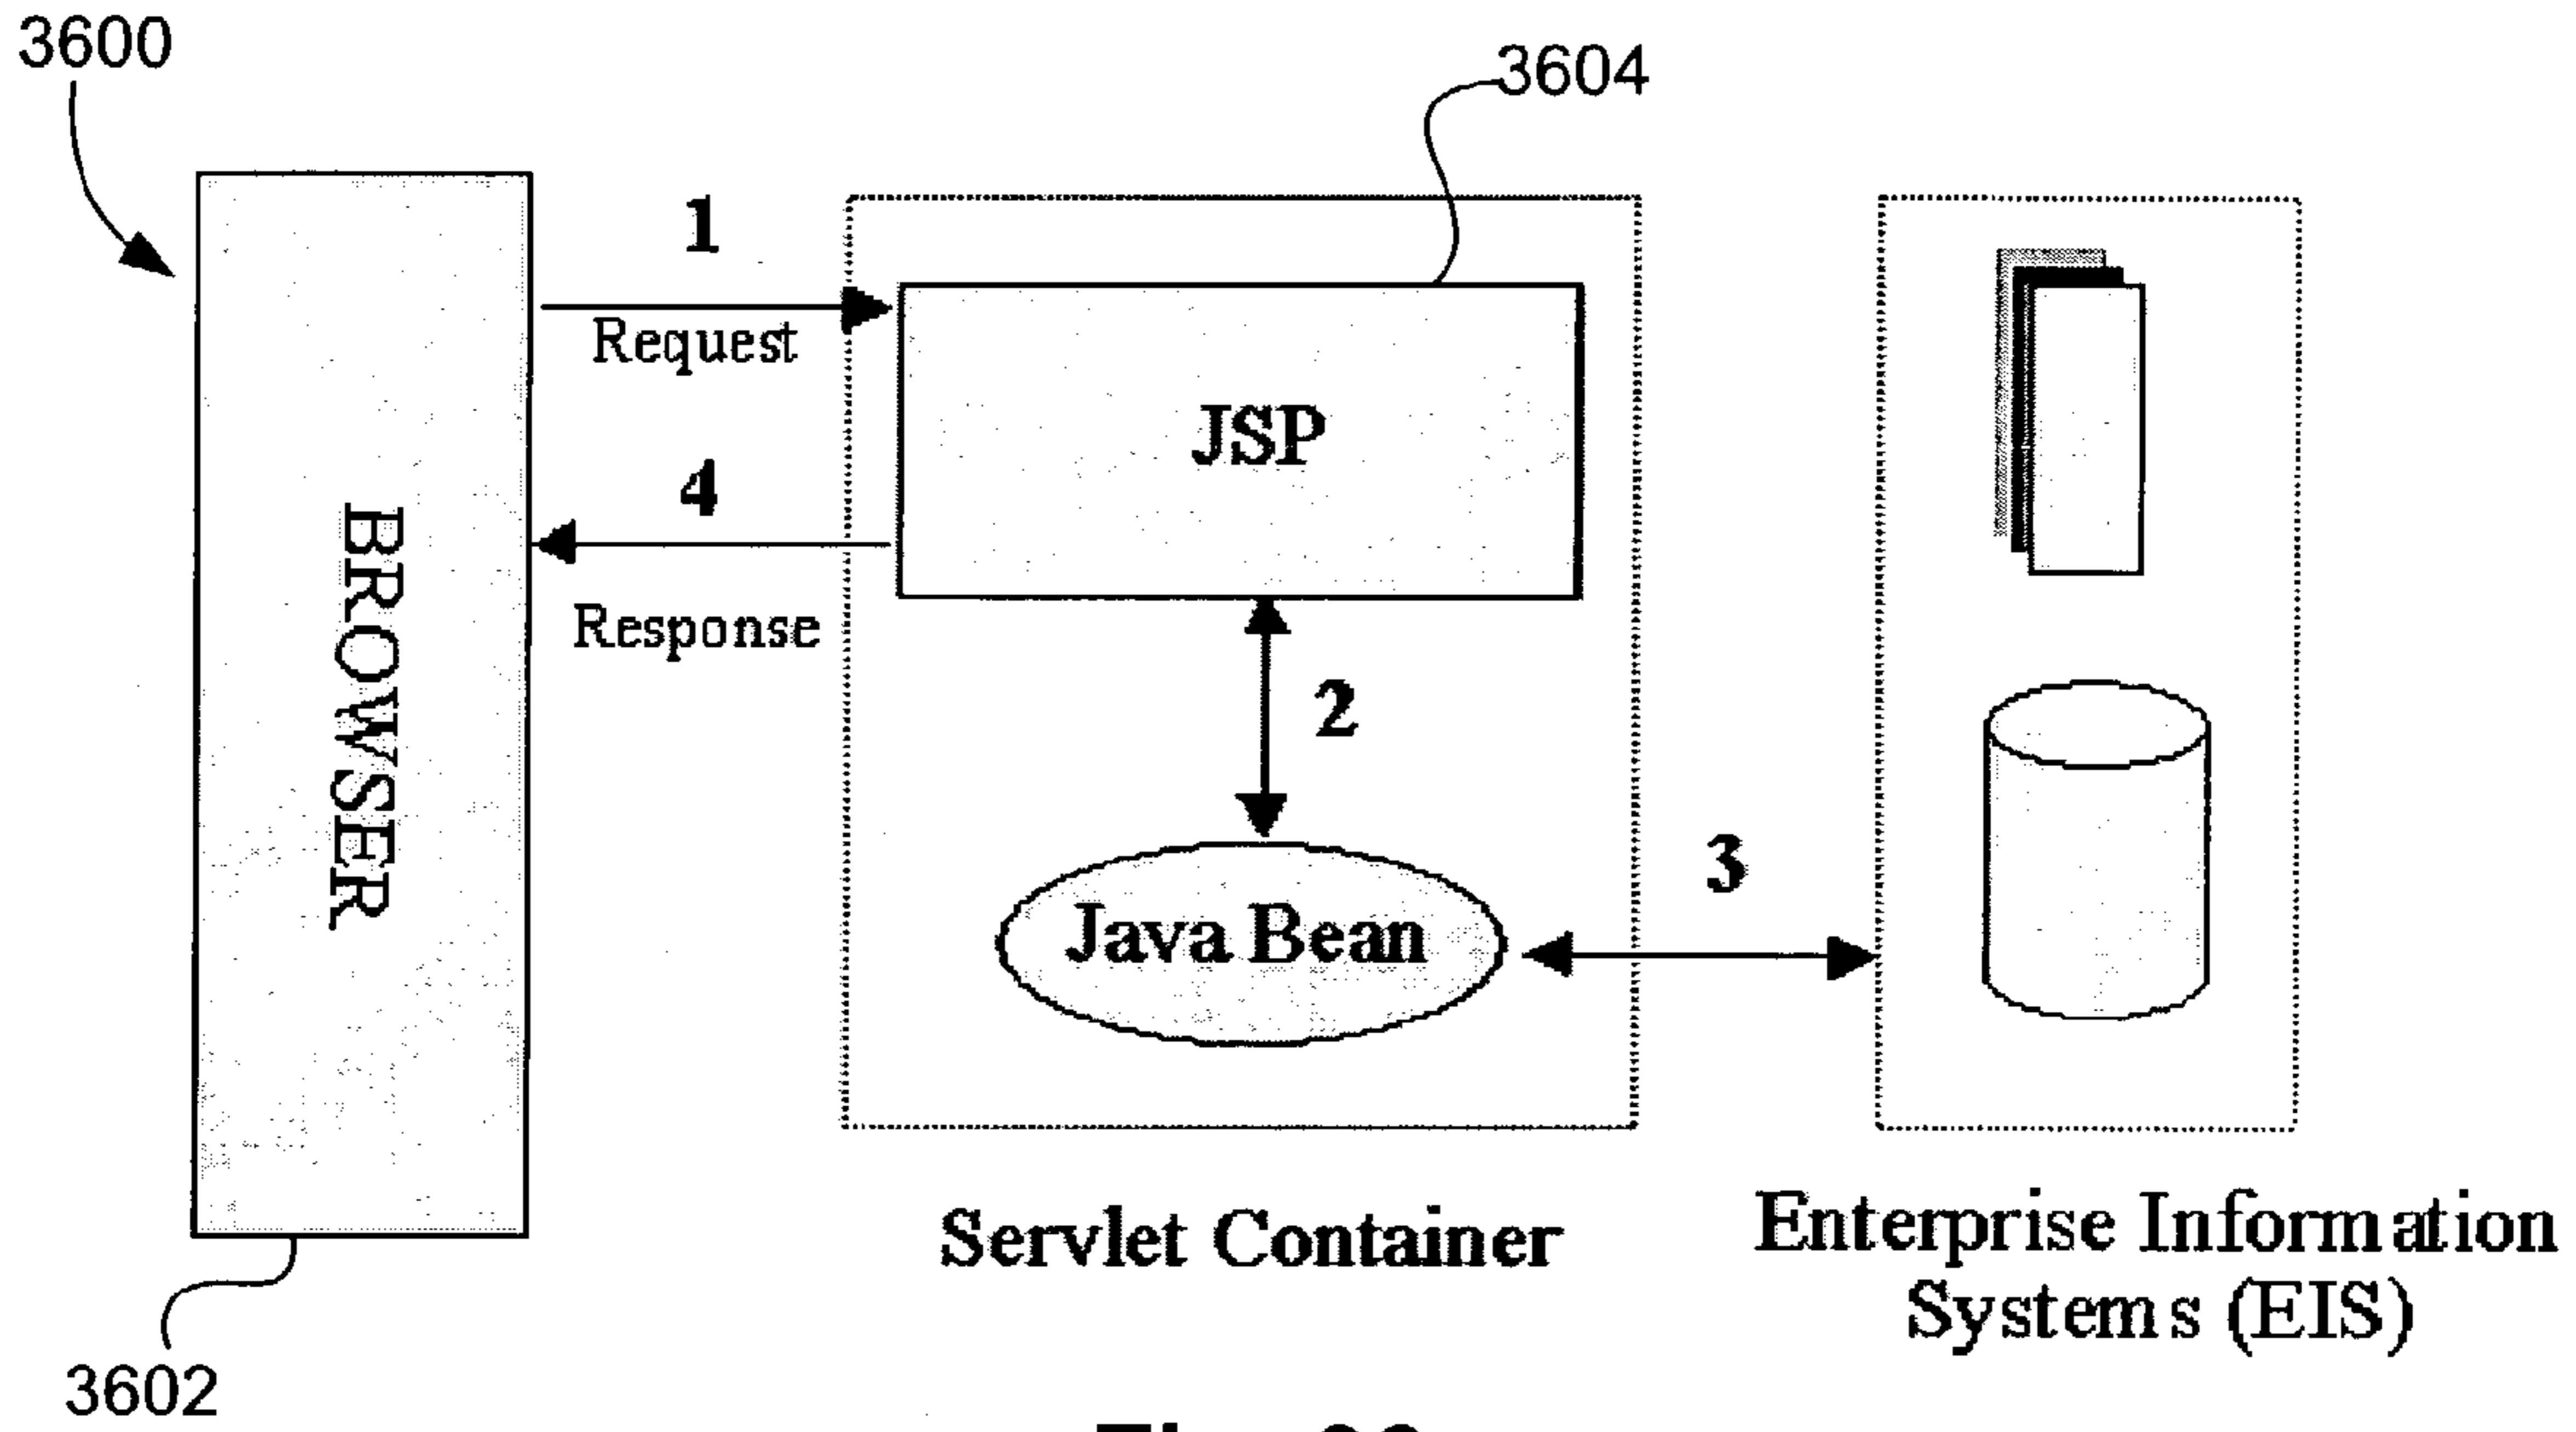 3600
3604
1
Request
JSP
4
Response
BROWSER
2
Java Bean
3
Servlet Container
Enterprise Information
Systems (EIS)
3602